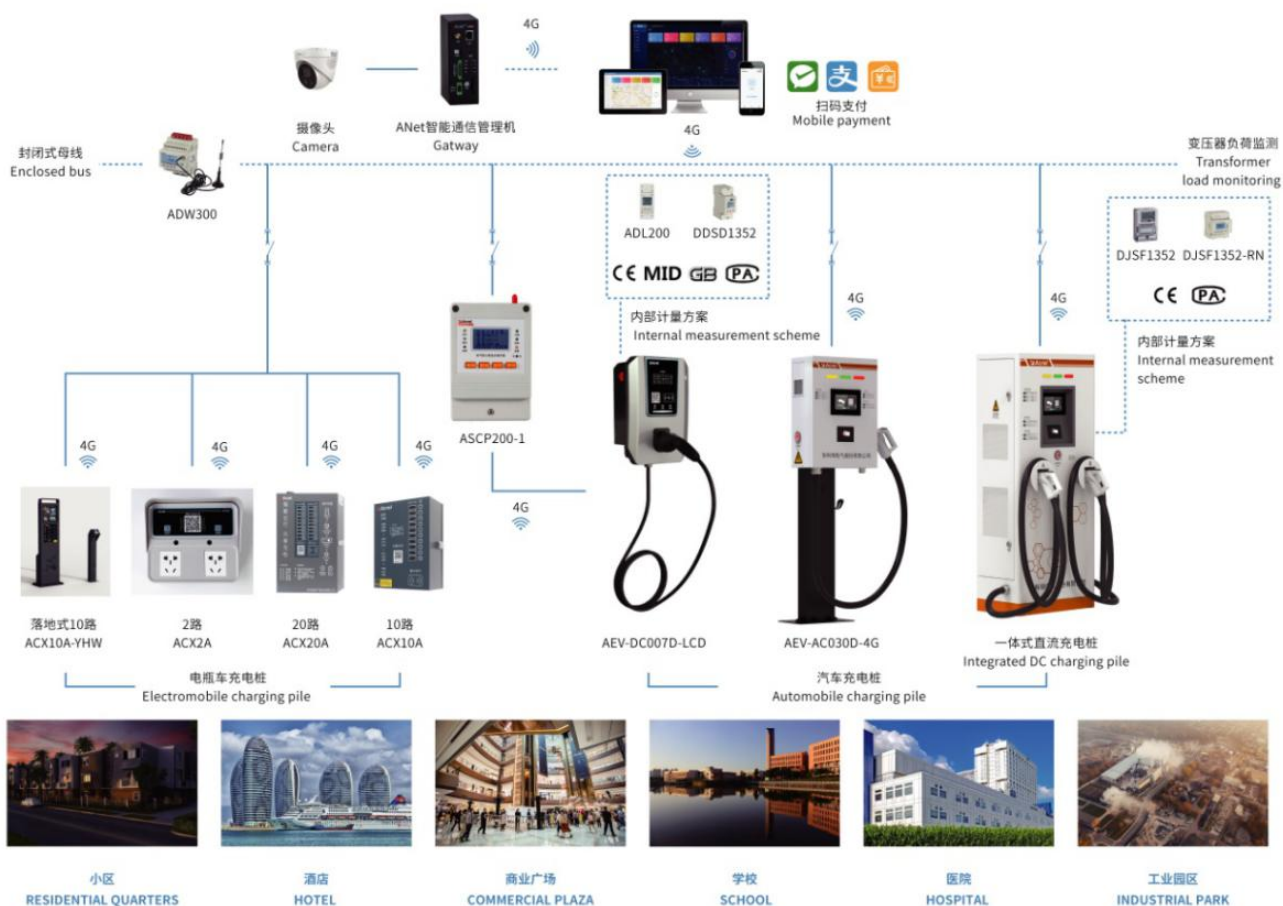 4G
摄像头
Camera
ANet智能通信管理机
Gatway
扫码支付
Mobile payment
4G
封闭式母线
Enclosed bus
ADW300
变压器负荷监测
Transformer
load monitoring
ADL200
DDSD1352
CE MID GB PA
DJSF1352
DJSF1352-RN
CE PA
内部计量方案
Internal measurement scheme
4G
4G
内部计量方案
Internal measurement
scheme
ASCP200-1
4G
4G
4G
4G
4G
落地式10路
ACX10A-YHW
2路
ACX2A
20路
ACX20A
10路
ACX10A
AEV-DC007D-LCD
AEV-AC030D-4G
一体式直流充电桩
Integrated DC charging pile
电瓶车充电桩
Electromobile charging pile
汽车充电桩
Automobile charging pile
小区
RESIDENTIAL QUARTERS
酒店
HOTEL
商业广场
COMMERCIAL PLAZA
学校
SCHOOL
医院
HOSPITAL
工业园区
INDUSTRIAL PARK